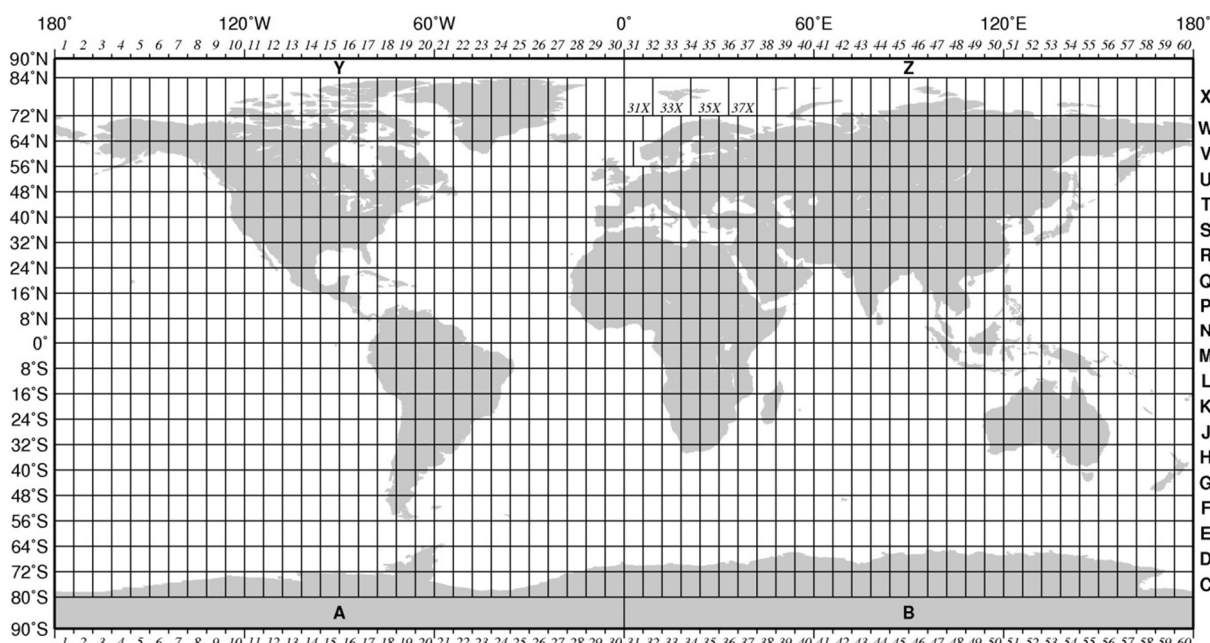 180° 120°W 60°W 0° 60°E 120°E 180°
1 2 3 4 5 6 7 8 9 10 11 12 13 14 15 16 17 18 19 20 21 22 23 24 25 26 27 28 29 30 31 32 33 34 35 36 37 38 39 40 41 42 43 44 45 46 47 48 49 50 51 52 53 54 55 56 57 58 59 60
90°N
Y Z
84°N
X
31X 33X 35X 37X
72°N
W
64°N
V
56°N
U
48°N
T
40°N
S
32°N
R
24°N
Q
16°N
P
8°N
N
0°
M
8°S
L
16°S
K
24°S
J
32°S
H
40°S
G
48°S
F
56°S
E
64°S
D
72°S
C
80°S
A B
90°S
1 2 3 4 5 6 7 8 9 10 11 12 13 14 15 16 17 18 19 20 21 22 23 24 25 26 27 28 29 30 31 32 33 34 35 36 37 38 39 40 41 42 43 44 45 46 47 48 49 50 51 52 53 54 55 56 57 58 59 60